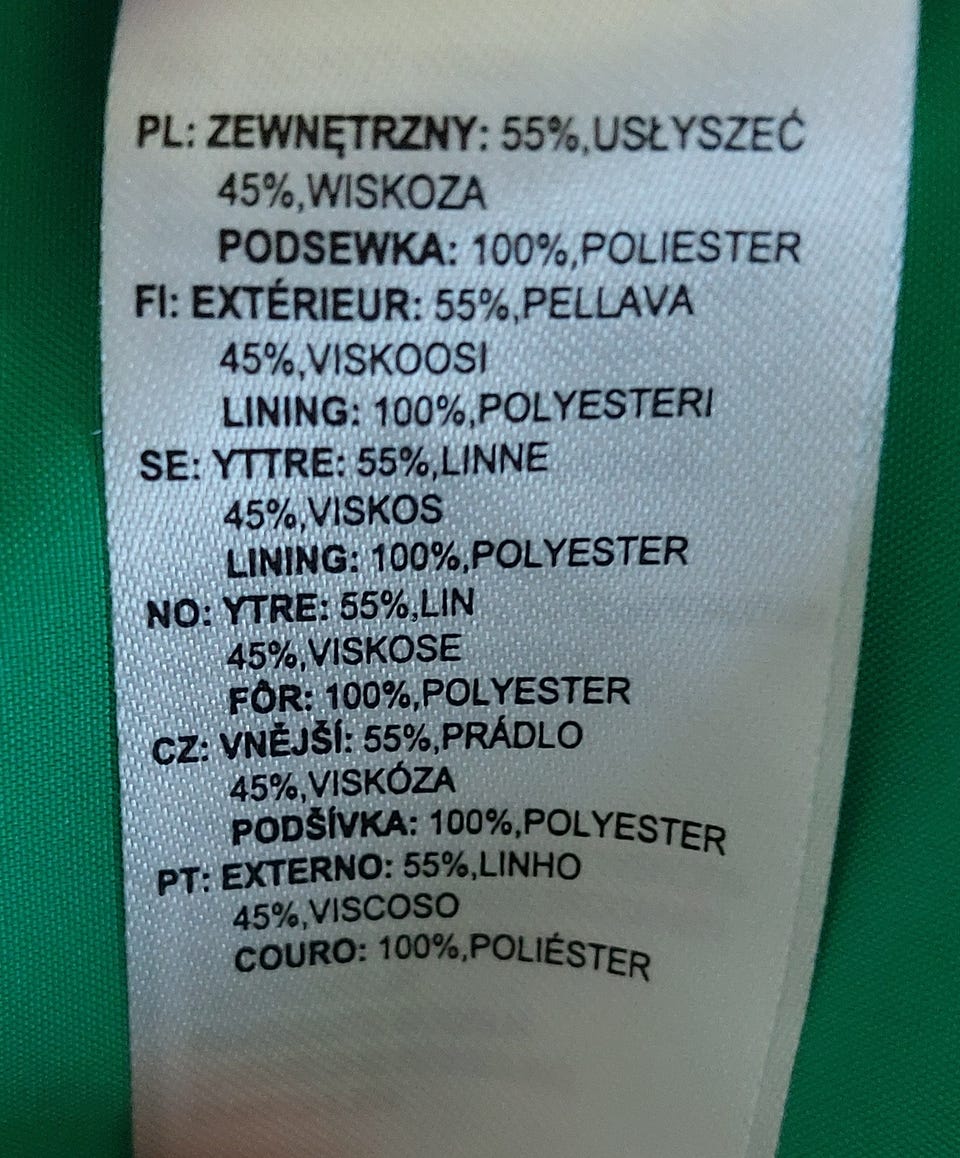 PL: ZEWNĘTRZNY: 55%,USŁYSZEĆ
45%,WISKOZA
PODSEWKA: 100%,POLIESTER
FI: EXTÉRIEUR: 55%,PELLAVA
45%,VISKOOSI
LINING: 100%,POLYESTERI
SE: YTTRE: 55%,LINNE
45%,VISKOS
LINING: 100%,POLYESTER
NO: YTRE: 55%,LIN
45%,VISKOSE
FÔR: 100%,POLYESTER
CZ: VNĚJŠÍ: 55%,PRÁDLO
45%,VISKÓZA
PODŠÍVKA: 100%,POLYESTER
PT: EXTERNO: 55%,LINHO
45%,VISCOSO
COURO: 100%,POLIÉSTER